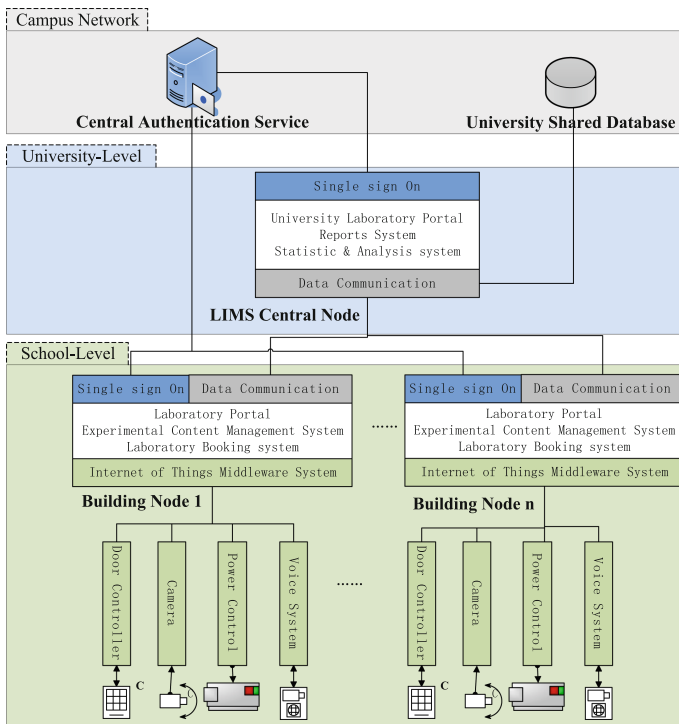 Campus Network
Central Authentication Service
University Shared Database
University-Level
Single sign On
University Laboratory Portal
Reports System
Statistic & Analysis system
Data Communication
LIMS Central Node
School-Level
Single sign On
Data Communication
Laboratory Portal
Experimental Content Management System
Laboratory Booking system
Internet of Things Middleware System
Building Node 1
......
Single sign On
Data Communication
Laboratory Portal
Experimental Content Management System
Laboratory Booking system
Internet of Things Middleware System
Building Node n
Door Controller
Camera
Power Control
Voice System
......
Door Controller
Camera
Power Control
Voice System
C
C
C
C